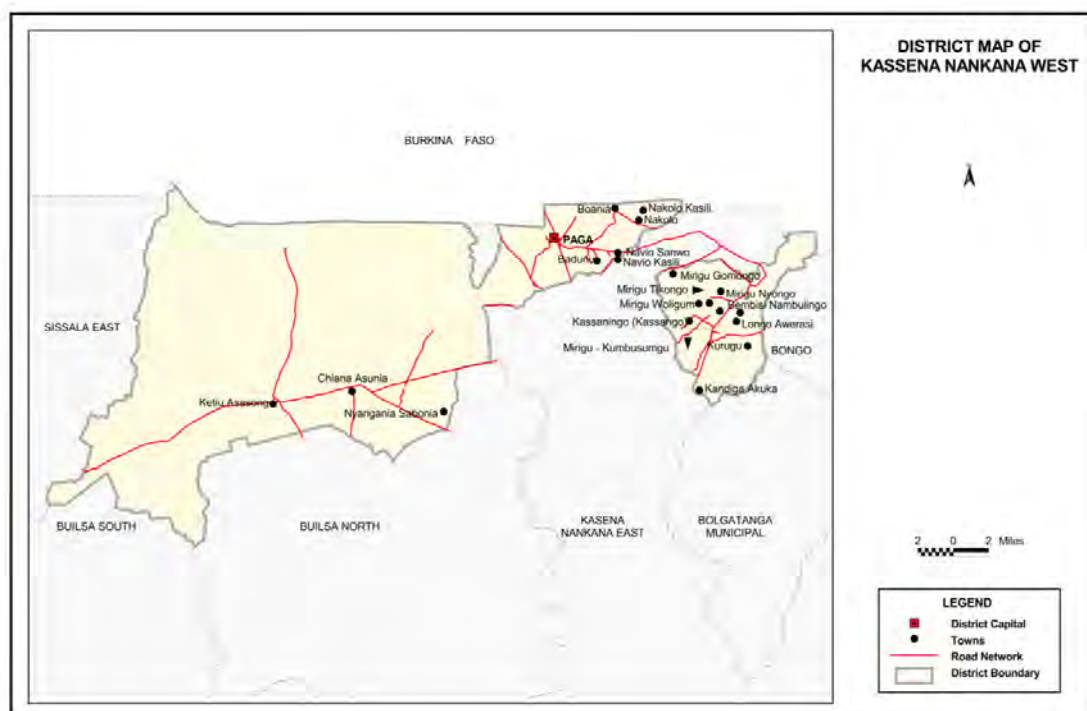 DISTRICT MAP OF
KASSENA NANKANA WEST
BURKINA FASO
Boania
Nakolo Kasili
Nakolo
PAGA
Navio Sanwo
Badunu
Navio Kasili
Mirigu Gomongo
Mirigu Tikongo
Mirigu Nyongo
Mirigu Woligum
Bembisi Nambulingo
SISSALA EAST
Kassaningo (Kassango)
Longo Awerasi
Mirigu - Kumbusumgu
Kurugu
BONGO
Chiana Asunia
Kandiga Akuka
Ketiu Asasong
Nyangania Sabonia
BUILSA SOUTH
BUILSA NORTH
KASENA
NANKANA EAST
BOLGATANGA
MUNICIPAL
2 0 2 Miles
LEGEND
District Capital
Towns
Road Network
District Boundary